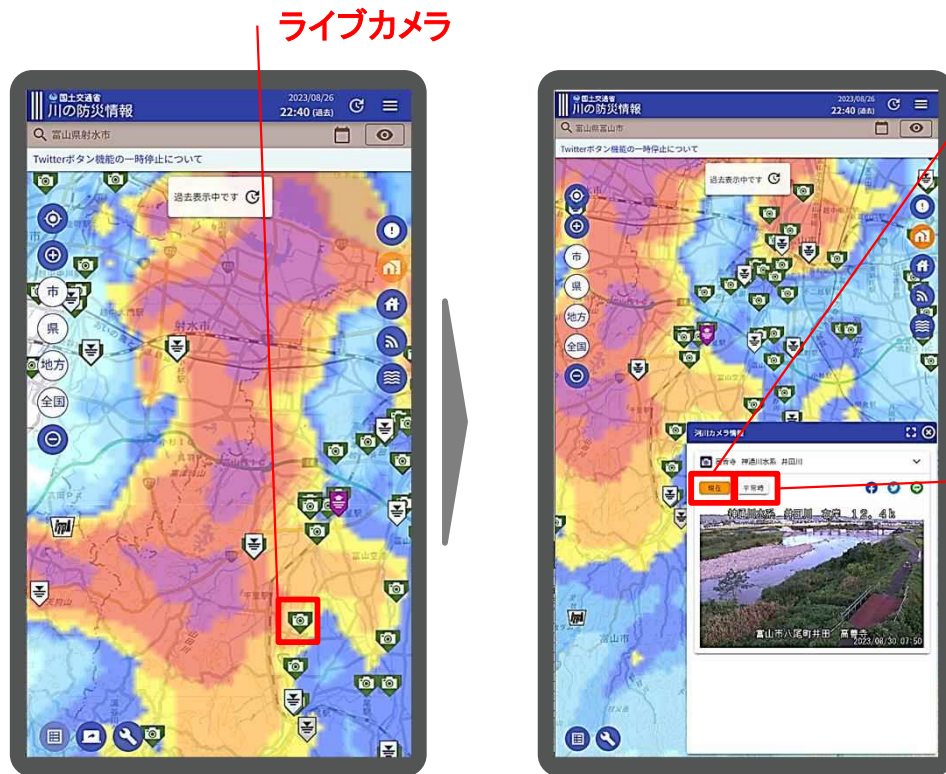 ライブカメラ
国土交通省
川の防災情報
2023/08/26
22:40 (過去)
富山県射水市
Twitterボタン機能の一時停止について
過去表示中です
市
県
地方
全国
射水市
国土交通省
川の防災情報
2023/08/26
22:40 (過去)
富山県富山市
Twitterボタン機能の一時停止について
過去表示中です
市
県
地方
全国
富山市
河川カメラ情報
高善寺 神通川水系 井田川
現在
平常時
神通川水系 井田川 右岸 12.4k
富山市八尾町井田 高善寺
2023/08/30 07:50